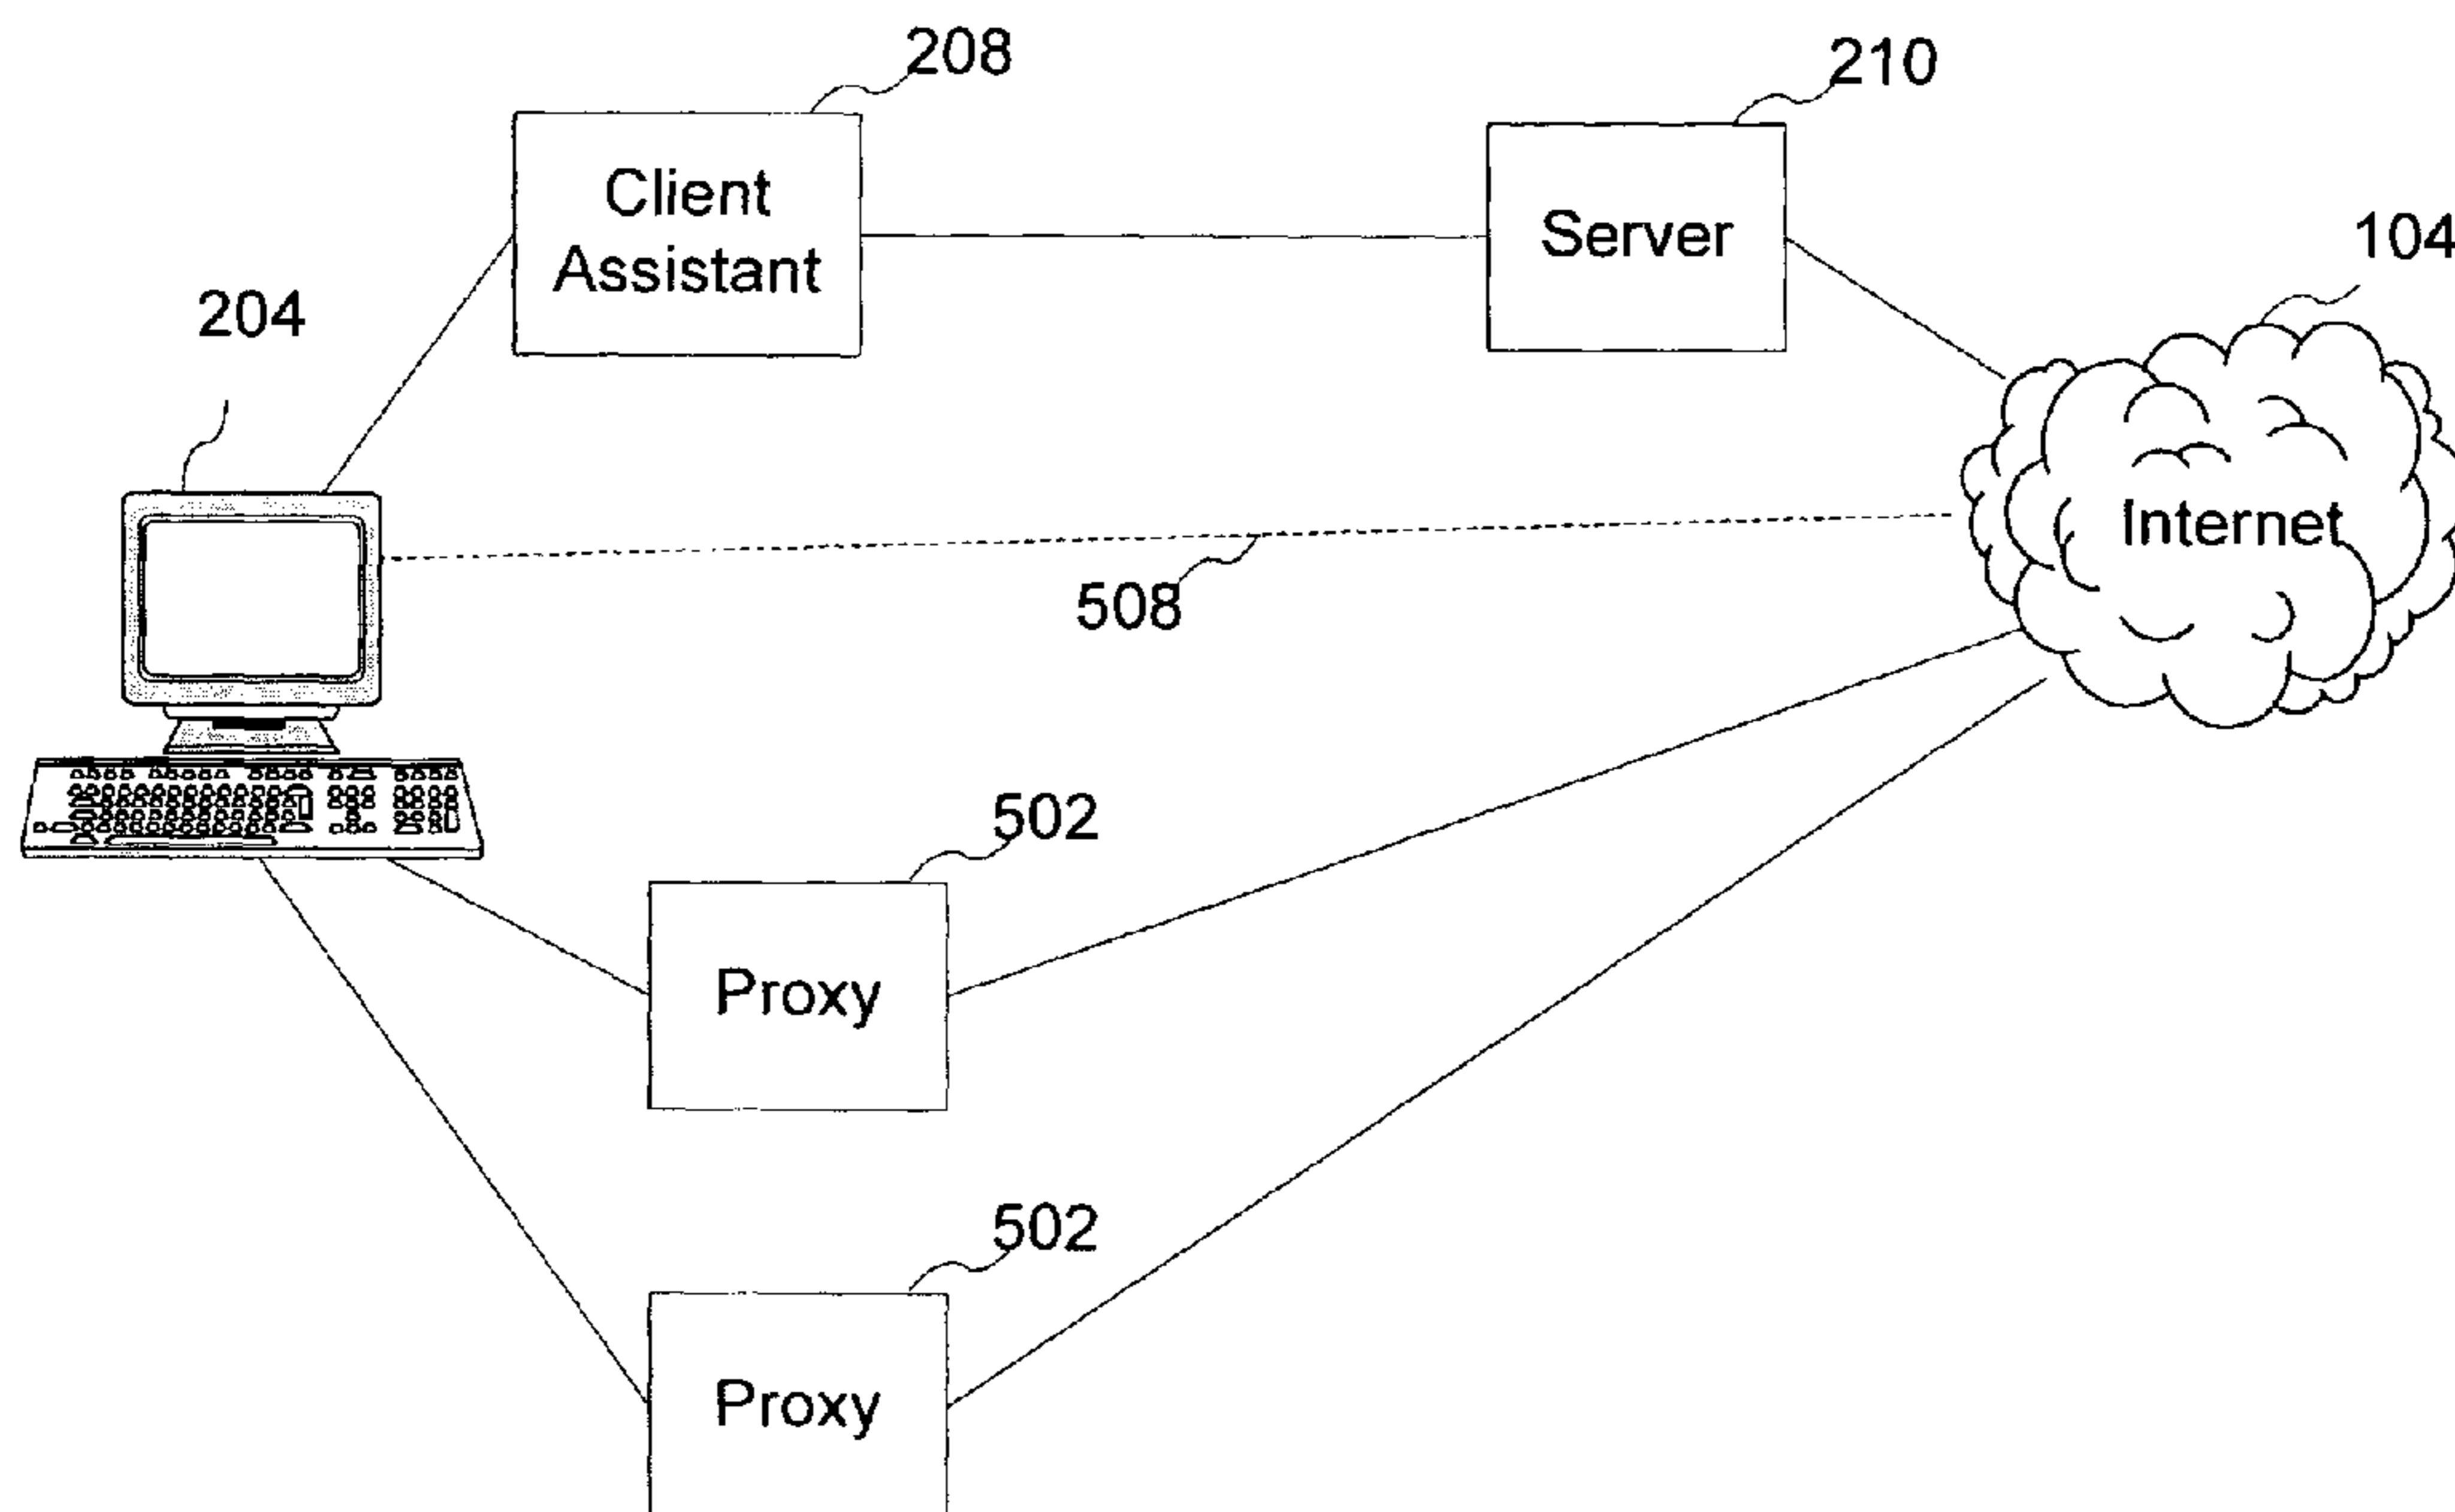 208
210
Client
Assistant
Server
104
204
Internet
508
502
Proxy
502
Proxy